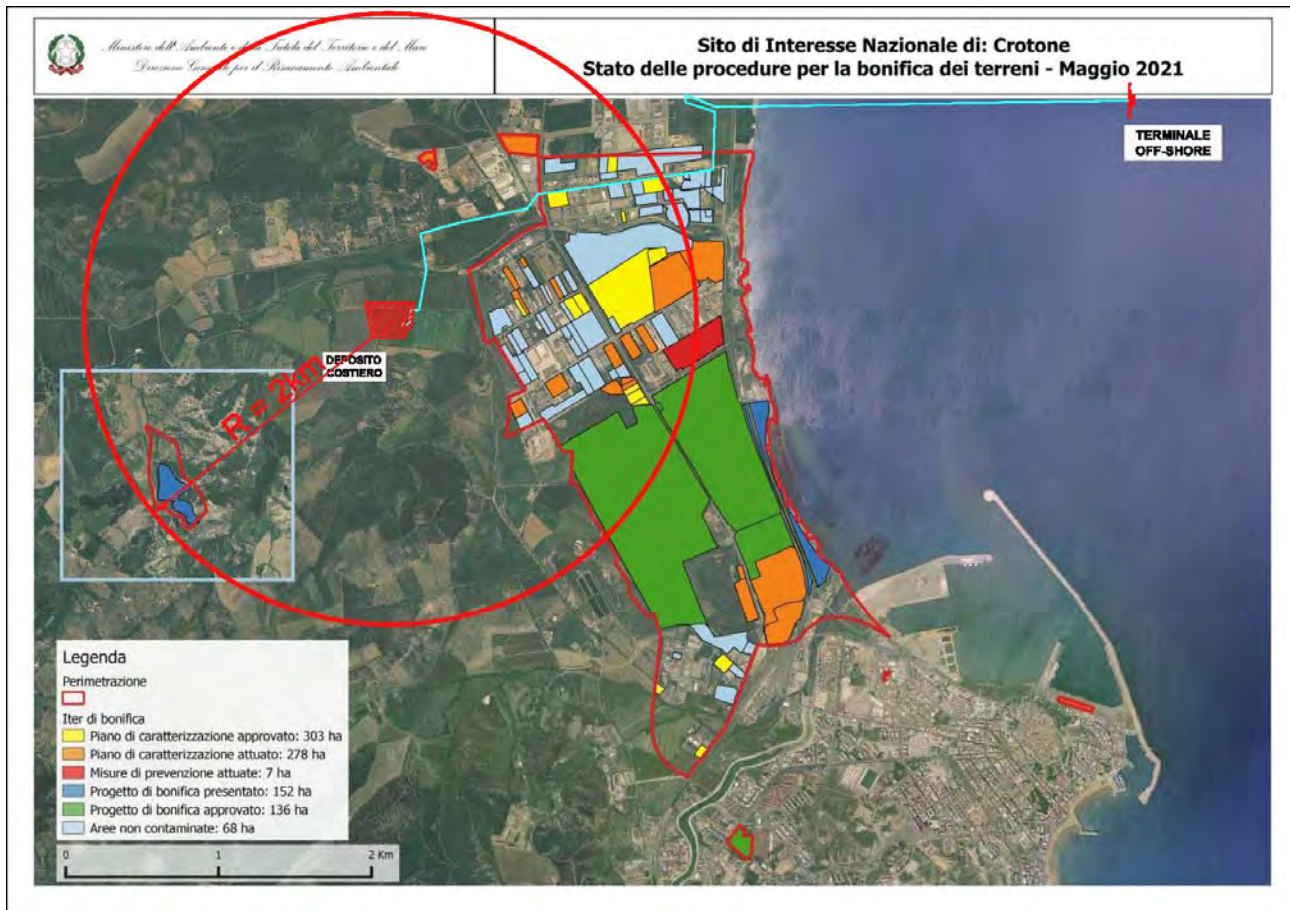 Ministero dell'Ambiente e della Tutela del Territorio e del Mare
Direzione Generale per il Risanamento Ambientale
Sito di Interesse Nazionale di: Crotone
Stato delle procedure per la bonifica dei terreni - Maggio 2021
TERMINALE
OFF-SHORE
DEPOSITO
COSTIERO
R = 2km
Legenda
Perimetrazione
Iter di bonifica
Piano di caratterizzazione approvato: 303 ha
Piano di caratterizzazione attuato: 278 ha
Misure di prevenzione attuate: 7 ha
Progetto di bonifica presentato: 152 ha
Progetto di bonifica approvato: 136 ha
Aree non contaminate: 68 ha
0 1 2 Km